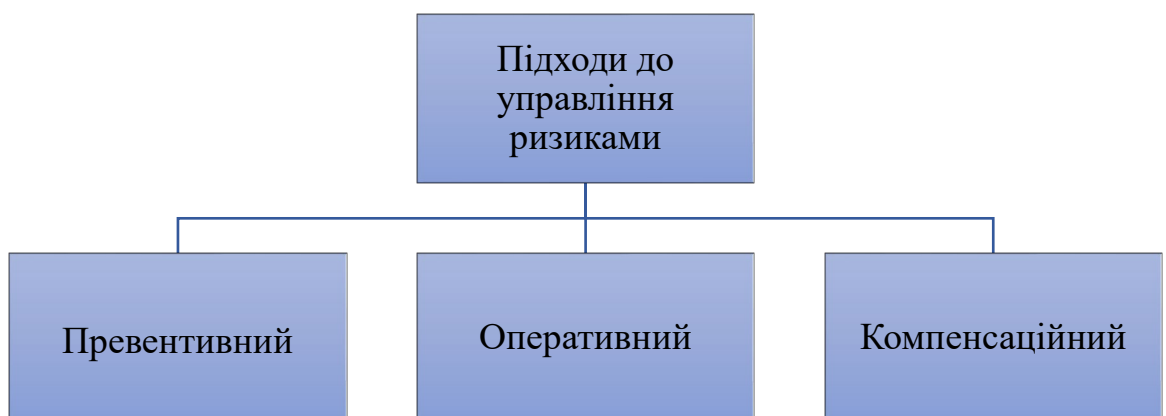 Підходи до
управління
ризиками
Превентивний
Оперативний
Компенсаційний